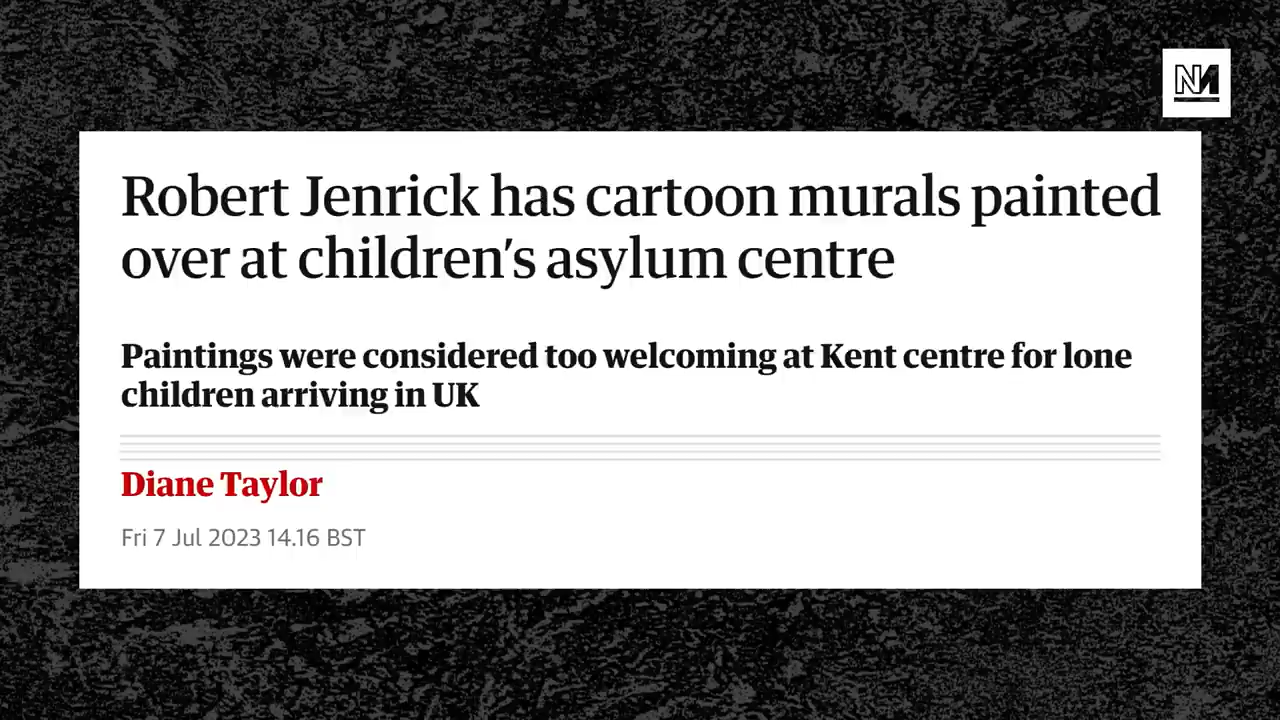 NM
Robert Jenrick has cartoon murals painted
over at children’s asylum centre
Paintings were considered too welcoming at Kent centre for lone
children arriving in UK
Diane Taylor
Fri 7 Jul 2023 14.16 BST